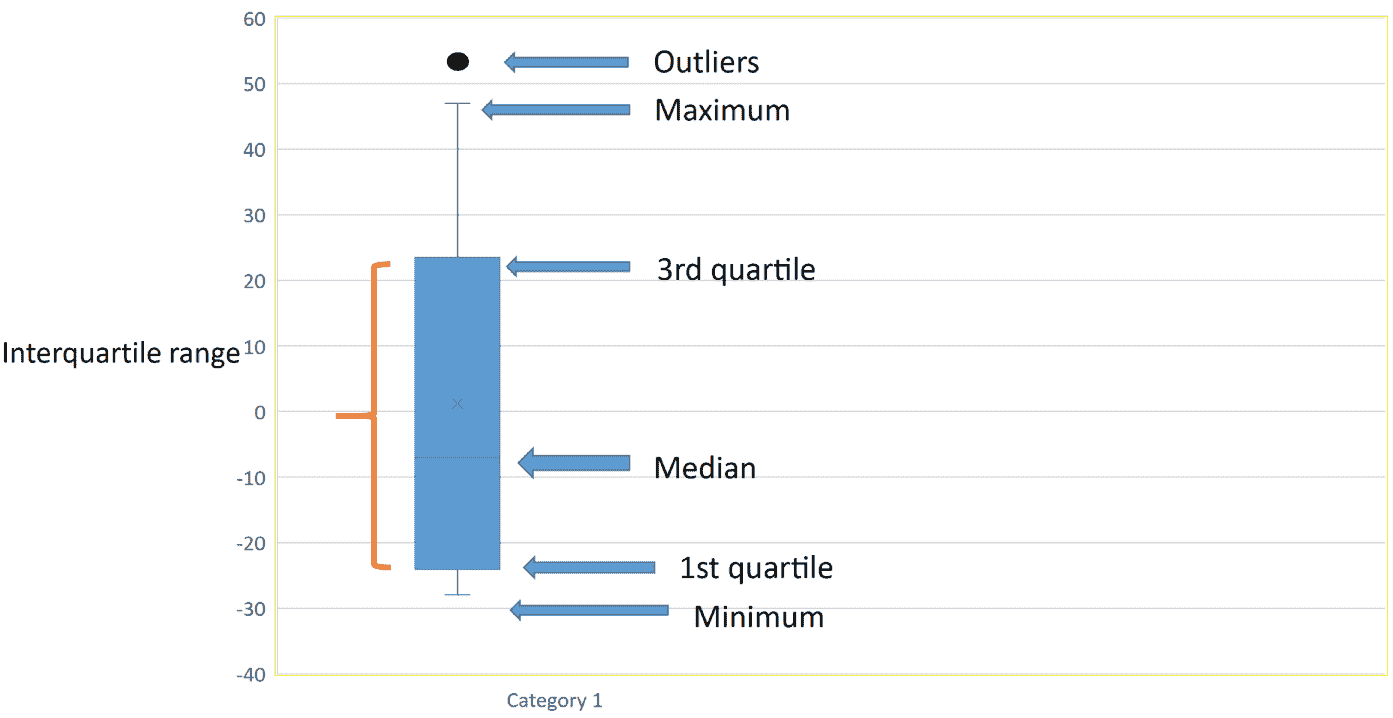 60
Outliers
50
Maximum
40
30
3rd quartile
20
Interquartile range
10
0
Median
-10
-20
1st quartile
-30
Minimum
-40
Category 1